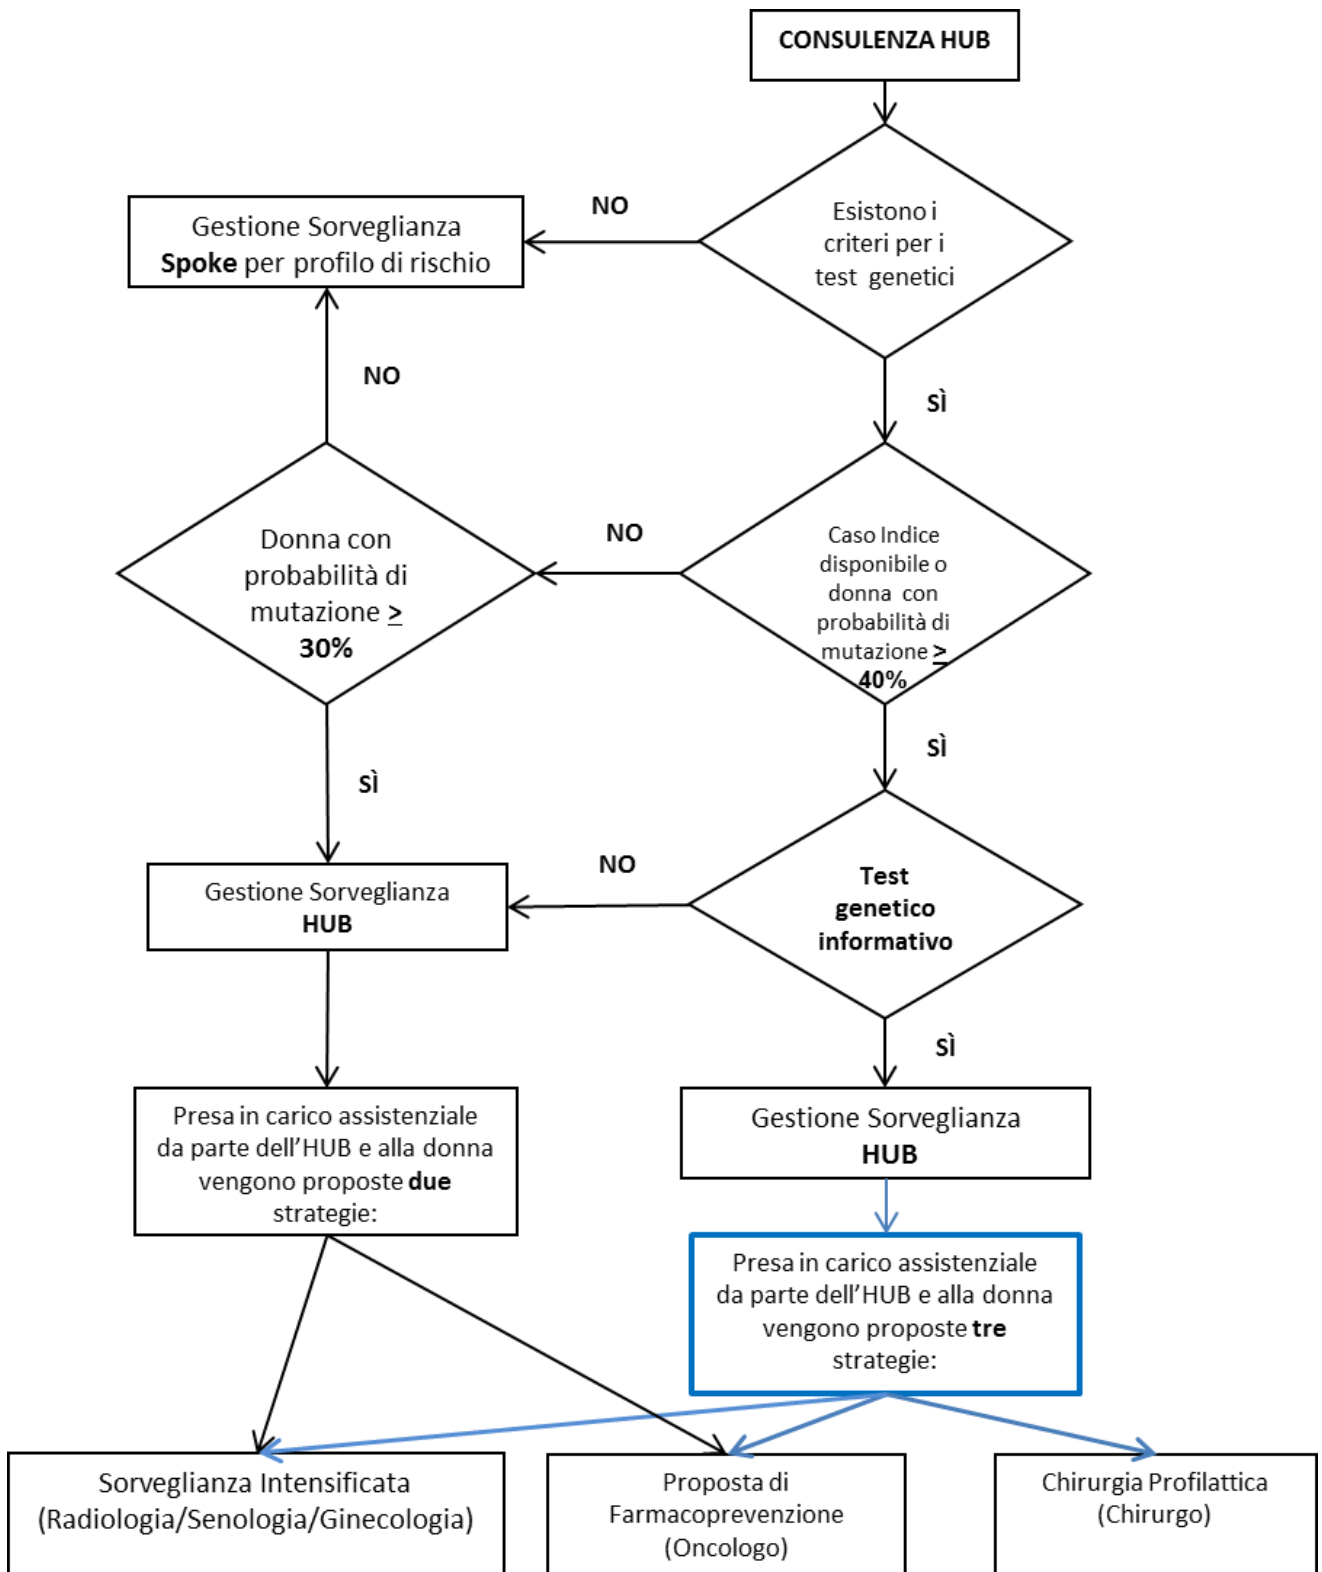 CONSULENZA HUB
Esistono i
criteri per i
test genetici
NO
Gestione Sorveglianza
Spoke per profilo di rischio
SÌ
NO
Caso Indice
disponibile o
donna con
probabilità di
mutazione ≥
40%
NO
Donna con
probabilità di
mutazione ≥
30%
SÌ
SÌ
Test
genetico
informativo
NO
Gestione Sorveglianza
HUB
SÌ
Gestione Sorveglianza
HUB
Presa in carico assistenziale
da parte dell’HUB e alla donna
vengono proposte due
strategie:
Presa in carico assistenziale
da parte dell’HUB e alla donna
vengono proposte tre
strategie:
Sorveglianza Intensificata
(Radiologia/Senologia/Ginecologia)
Proposta di
Farmacoprevenzione
(Oncologo)
Chirurgia Profilattica
(Chirurgo)